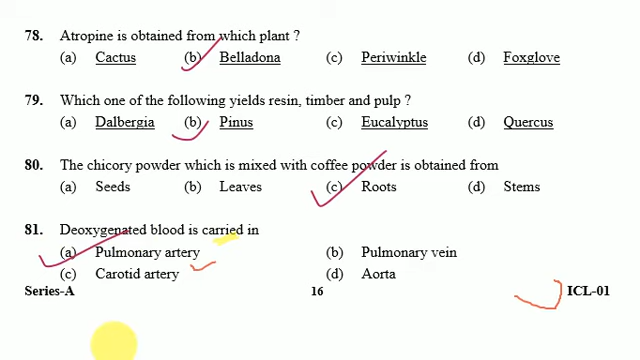 78. Atropine is obtained from which plant ?
(a) Cactus (b) Belladona (c) Periwinkle (d) Foxglove
79. Which one of the following yields resin, timber and pulp ?
(a) Dalbergia (b) Pinus (c) Eucalyptus (d) Quercus
80. The chicory powder which is mixed with coffee powder is obtained from
(a) Seeds (b) Leaves (c) Roots (d) Stems
81. Deoxygenated blood is carried in
(a) Pulmonary artery (b) Pulmonary vein
(c) Carotid artery (d) Aorta
Series-A 16 ICL-01